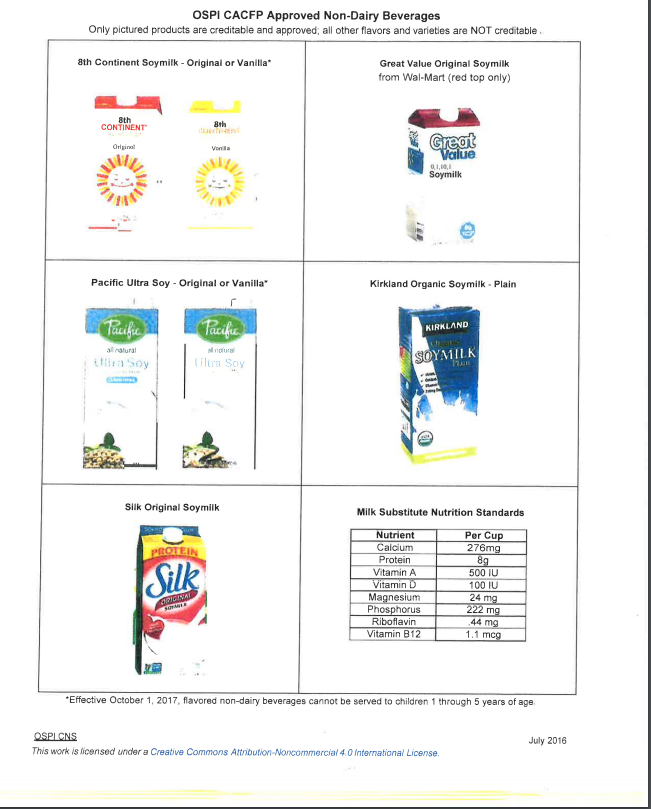 OSPI CACFP Approved Non-Dairy Beverages
Only pictured products are creditable and approved; all other flavors and varieties are NOT creditable.
8th Continent Soymilk - Original or Vanilla*
8th
CONTINENT
Original
8th
CONTINENT
Vanilla
Great Value Original Soymilk
from Wal-Mart (red top only)
Great
Value
Soymilk
Pacific Ultra Soy - Original or Vanilla*
Pacific
all natural
Ultra Soy
Pacific
all natural
Ultra Soy
Kirkland Organic Soymilk - Plain
KIRKLAND
SOYMILK
Plain
Silk Original Soymilk
PROTEIN
Silk
ORIGINAL
SOYMILK
Milk Substitute Nutrition Standards
Nutrient Per Cup
Calcium 276mg
Protein 8g
Vitamin A 500 IU
Vitamin D 100 IU
Magnesium 24 mg
Phosphorus 222 mg
Riboflavin .44 mg
Vitamin B12 1.1 mcg
*Effective October 1, 2017, flavored non-dairy beverages cannot be served to children 1 through 5 years of age.
OSPI CNS
July 2016
This work is licensed under a Creative Commons Attribution-Noncommercial 4.0 International License.